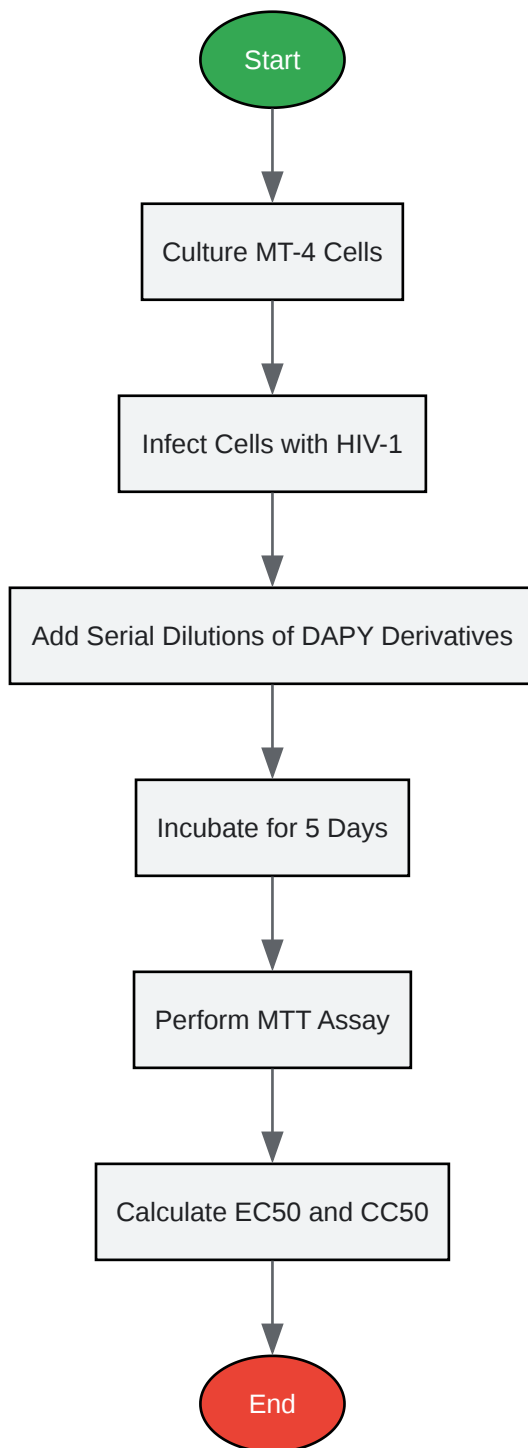 Start
Culture MT-4 Cells
Infect Cells with HIV-1
Add Serial Dilutions of DAPY Derivatives
Incubate for 5 Days
Perform MTT Assay
Calculate EC50 and CC50
End